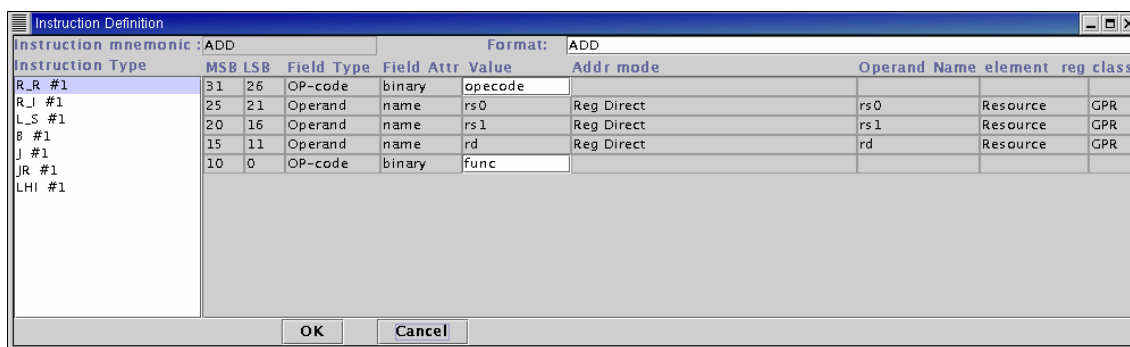 Instruction Definition
Instruction mnemonic : ADD Format: ADD
Instruction Type MSB LSB Field Type Field Attr Value Addr mode Operand Name element reg class
R_R #1 31 26 OP-code binary opecode
R_I #1 25 21 Operand name rs0 Reg Direct rs0 Resource GPR
L_S #1 20 16 Operand name rs1 Reg Direct rs1 Resource GPR
B #1 15 11 Operand name rd Reg Direct rd Resource GPR
J #1 10 0 OP-code binary func
JR #1
LHI #1
OK Cancel